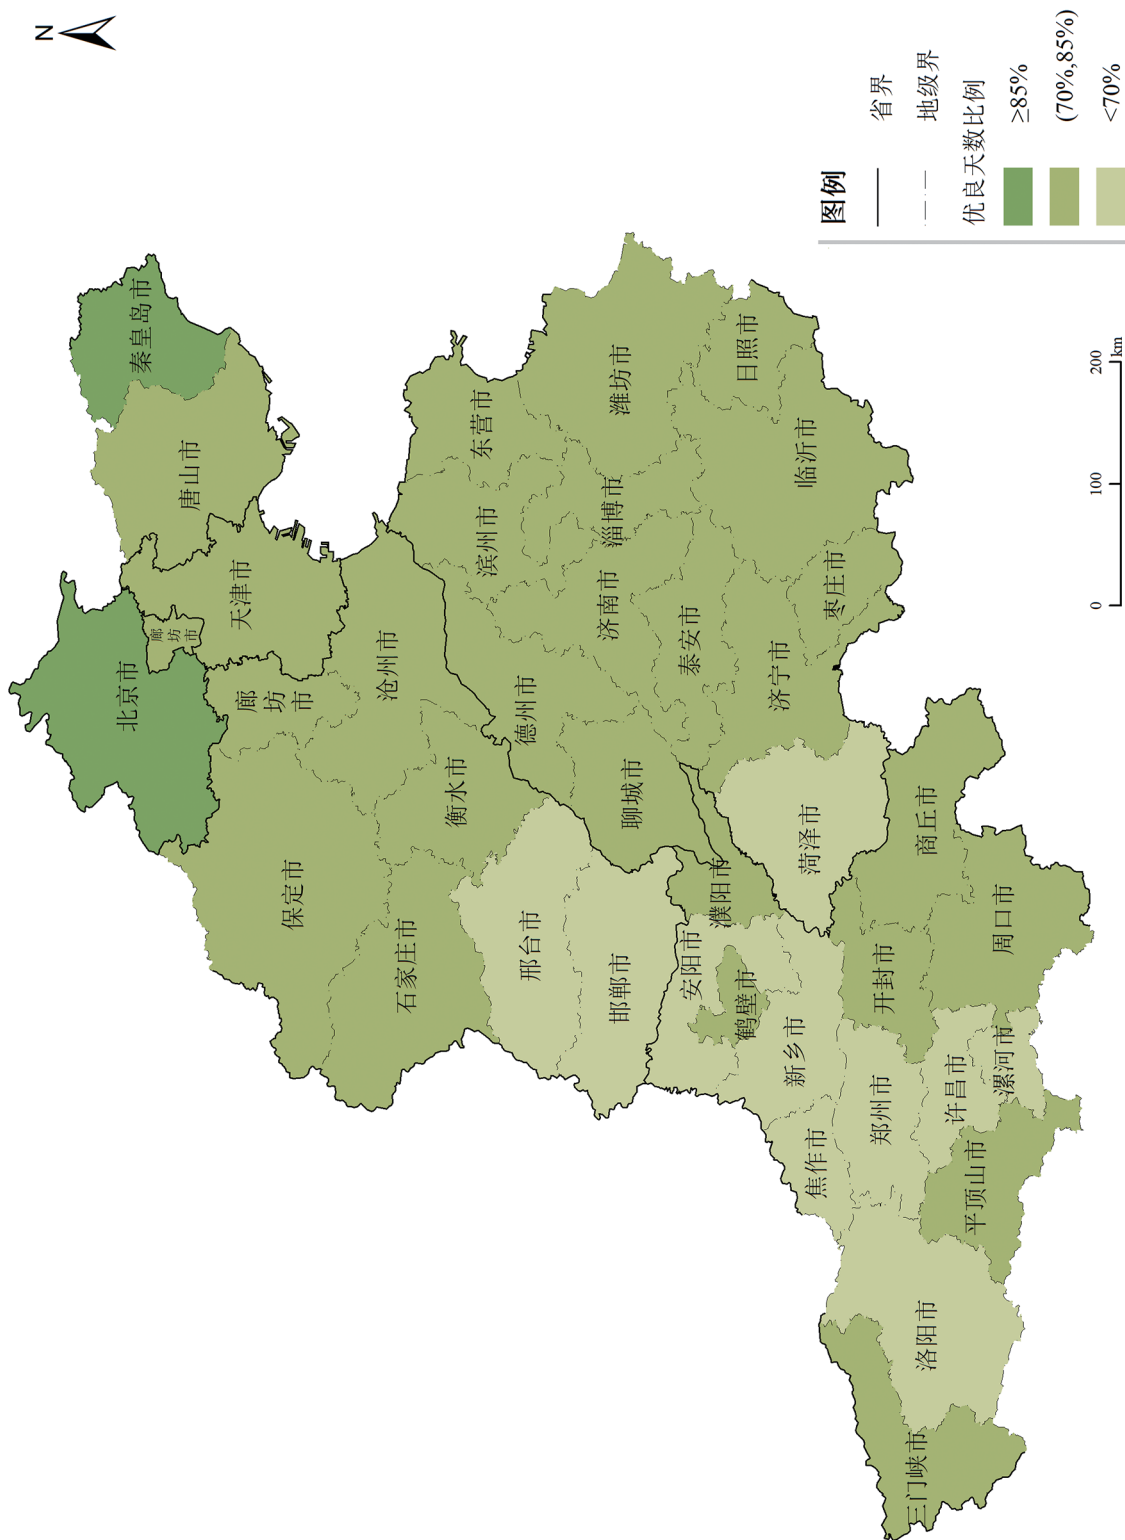 N
秦皇岛市
唐山市
北京市
廊坊市
天津市
廊坊市
沧州市
保定市
石家庄市
衡水市
邢台市
邯郸市
德州市
滨州市
东营市
潍坊市
淄博市
济南市
聊城市
泰安市
济宁市
日照市
临沂市
枣庄市
菏泽市
濮阳市
安阳市
鹤壁市
新乡市
焦作市
郑州市
开封市
商丘市
周口市
许昌市
漯河市
平顶山市
洛阳市
三门峡市
图例
省界
地级界
优良天数比例
≥85%
(70%,85%)
<70%
0 100 200
km